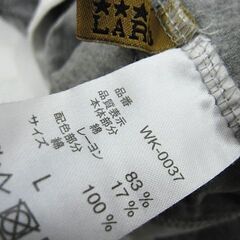 LAR
品番 WK-0037
品質表示
本体部分
綿 83%
レーヨン 17%
配色部分
綿 100%
サイズ L